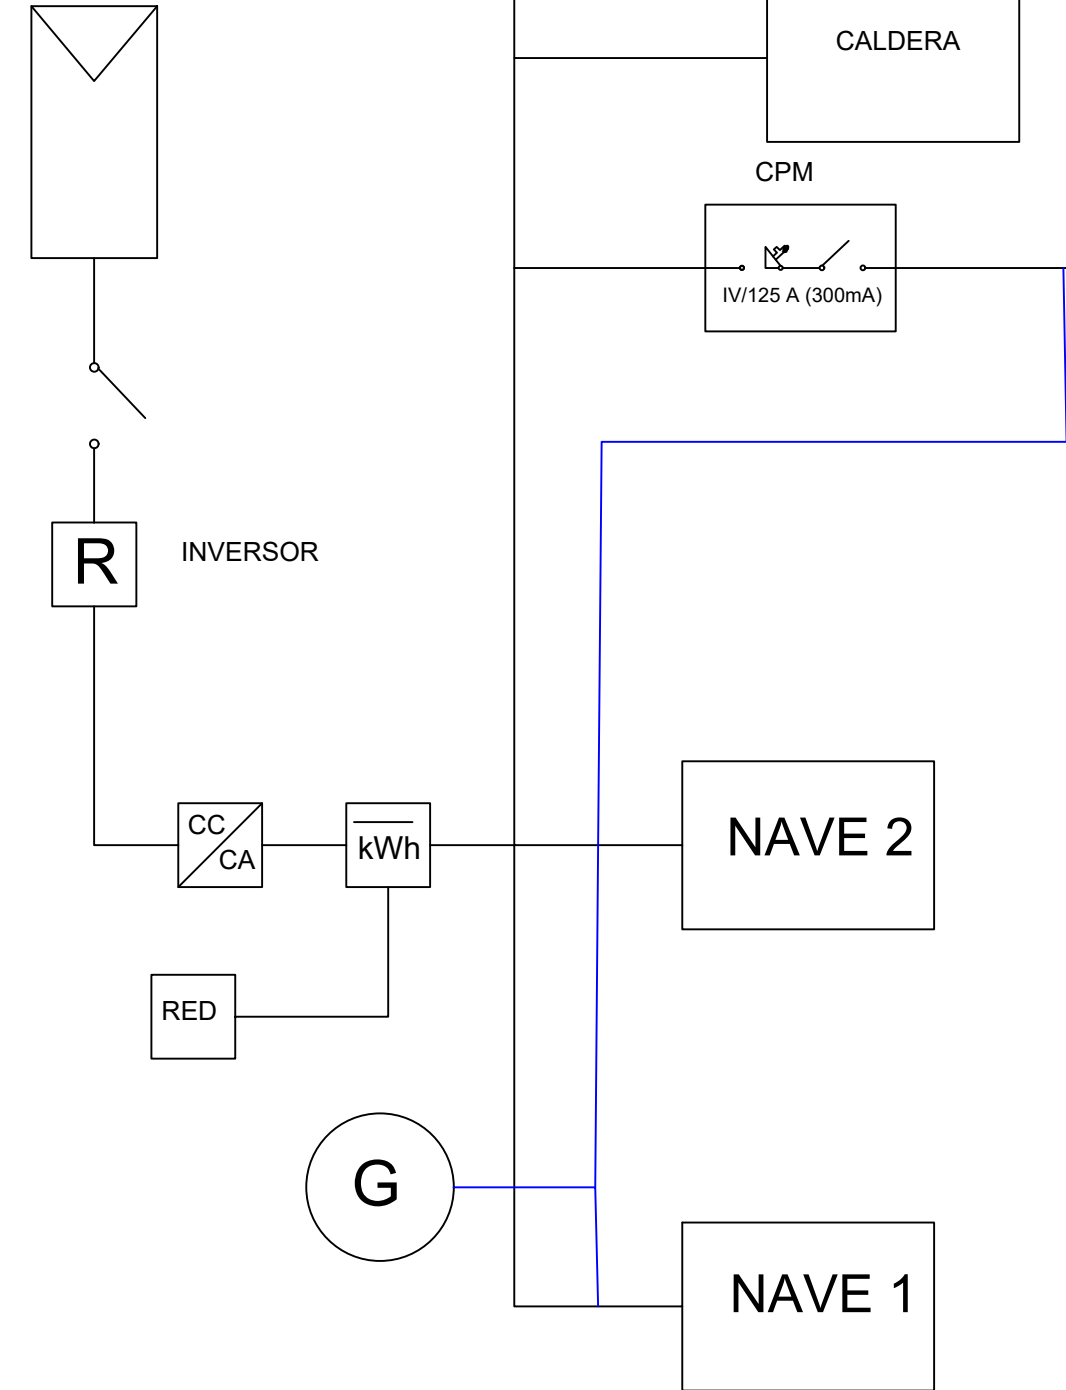 CALDERA
CPM
IV/125 A (300mA)
R
INVERSOR
CC
CA
kWh
NAVE 2
RED
G
NAVE 1